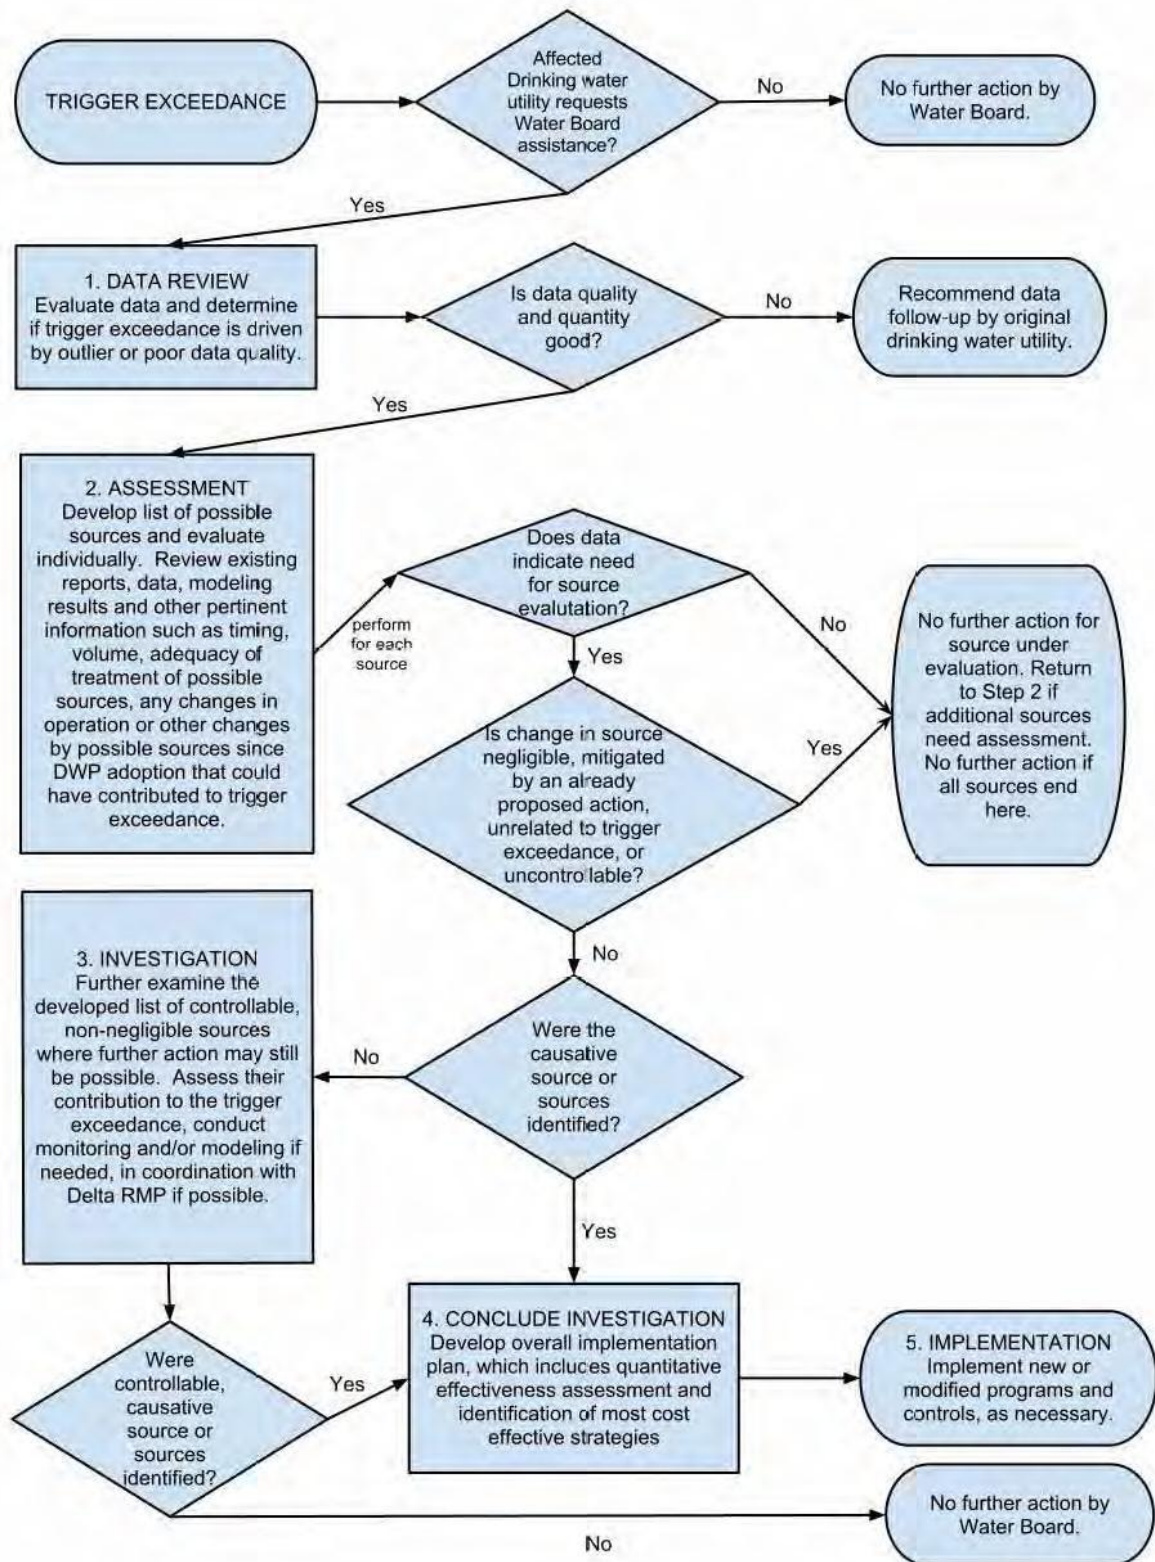 TRIGGER EXCEEDANCE
Affected
Drinking water
utility requests
Water Board
assistance?
No
No further action by
Water Board.
Yes
1. DATA REVIEW
Evaluate data and determine
if trigger exceedance is driven
by outlier or poor data quality.
Is data quality
and quantity
good?
No
Recommend data
follow-up by original
drinking water utility.
Yes
2. ASSESSMENT
Develop list of possible
sources and evaluate
individually. Review existing
reports, data, modeling
results and other pertinent
information such as timing,
volume, adequacy of
treatment of possible
sources, any changes in
operation or other changes
by possible sources since
DWP adoption that could
have contributed to trigger
exceedance.
perform
for each
source
Does data
indicate need
for source
evalutation?
No
Yes
Is change in source
negligible, mitigated
by an already
proposed action,
unrelated to trigger
exceedance, or
uncontrollable?
Yes
No further action for
source under
evaluation. Return
to Step 2 if
additional sources
need assessment.
No further action if
all sources end
here.
No
3. INVESTIGATION
Further examine the
developed list of controllable,
non-negligible sources
where further action may still
be possible. Assess their
contribution to the trigger
exceedance, conduct
monitoring and/or modeling if
needed, in coordination with
Delta RMP if possible.
No
Were the
causative
source or
sources
identified?
Yes
Were
controllable,
causative
source or
sources
identified?
Yes
4. CONCLUDE INVESTIGATION
Develop overall implementation
plan, which includes quantitative
effectiveness assessment and
identification of most cost
effective strategies
5. IMPLEMENTATION
Implement new or
modified programs and
controls, as necessary.
No
No further action by
Water Board.